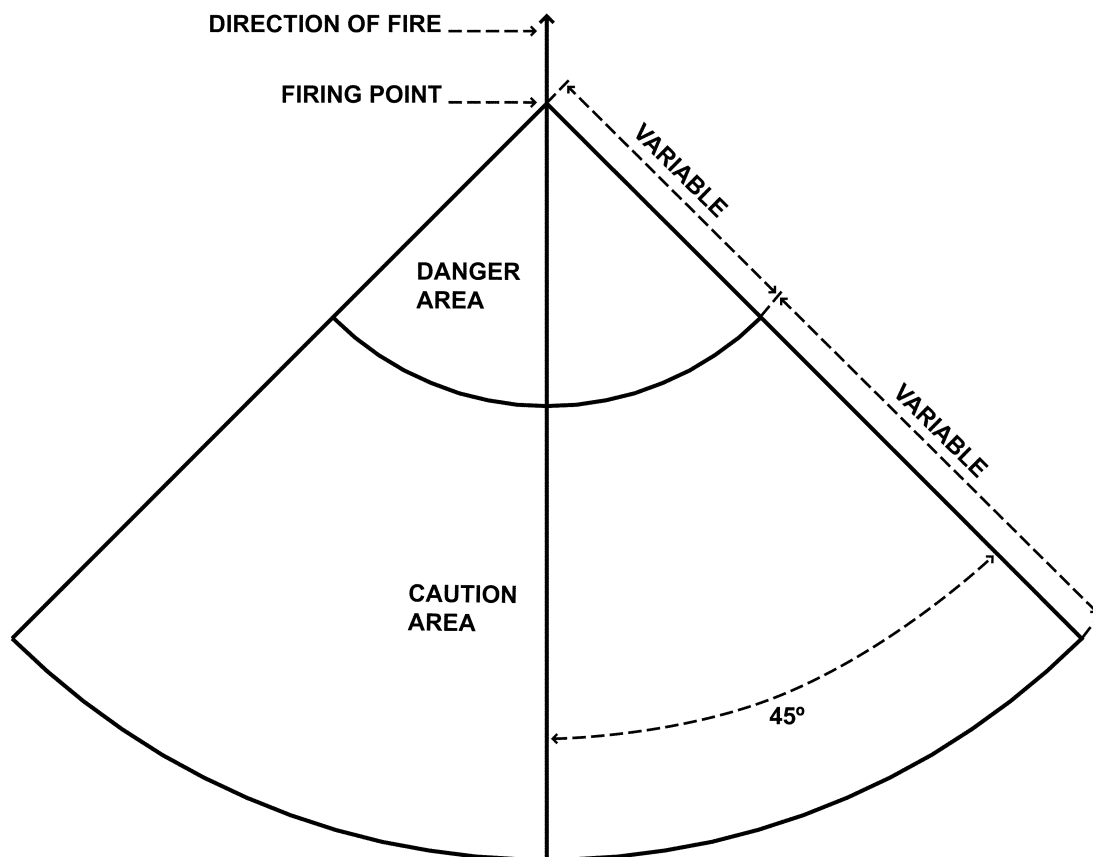 DIRECTION OF FIRE
FIRING POINT
VARIABLE
DANGER
AREA
VARIABLE
CAUTION
AREA
45º